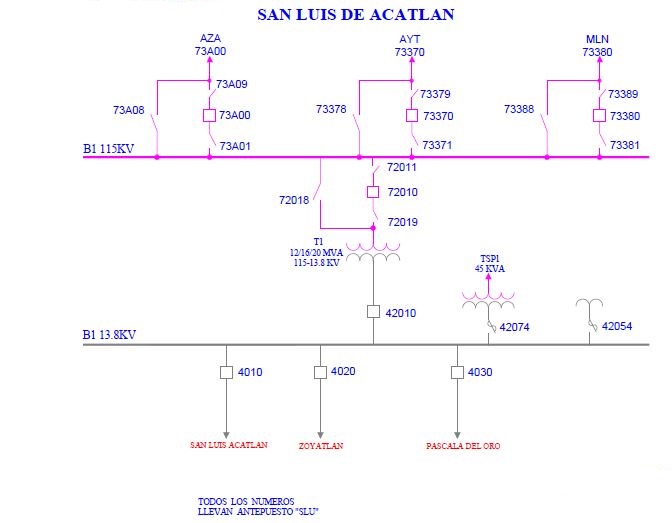 SAN LUIS DE ACATLAN
AZA
73A00
AYT
73370
MLN
73380
73A09
73379
73389
73A08
73A00
73378
73370
73388
73380
73A01
73371
73381
B1 115KV
72011
72018
72010
72019
T1
12/16/20 MVA
115-13.8 KV
TSP1
45 KVA
42010
42074
42054
B1 13.8KV
4010
4020
4030
SAN LUIS ACATLAN
ZOYATLAN
PASCALA DEL ORO
TODOS LOS NUMEROS
LLEVAN ANTEPUESTO "SLU"